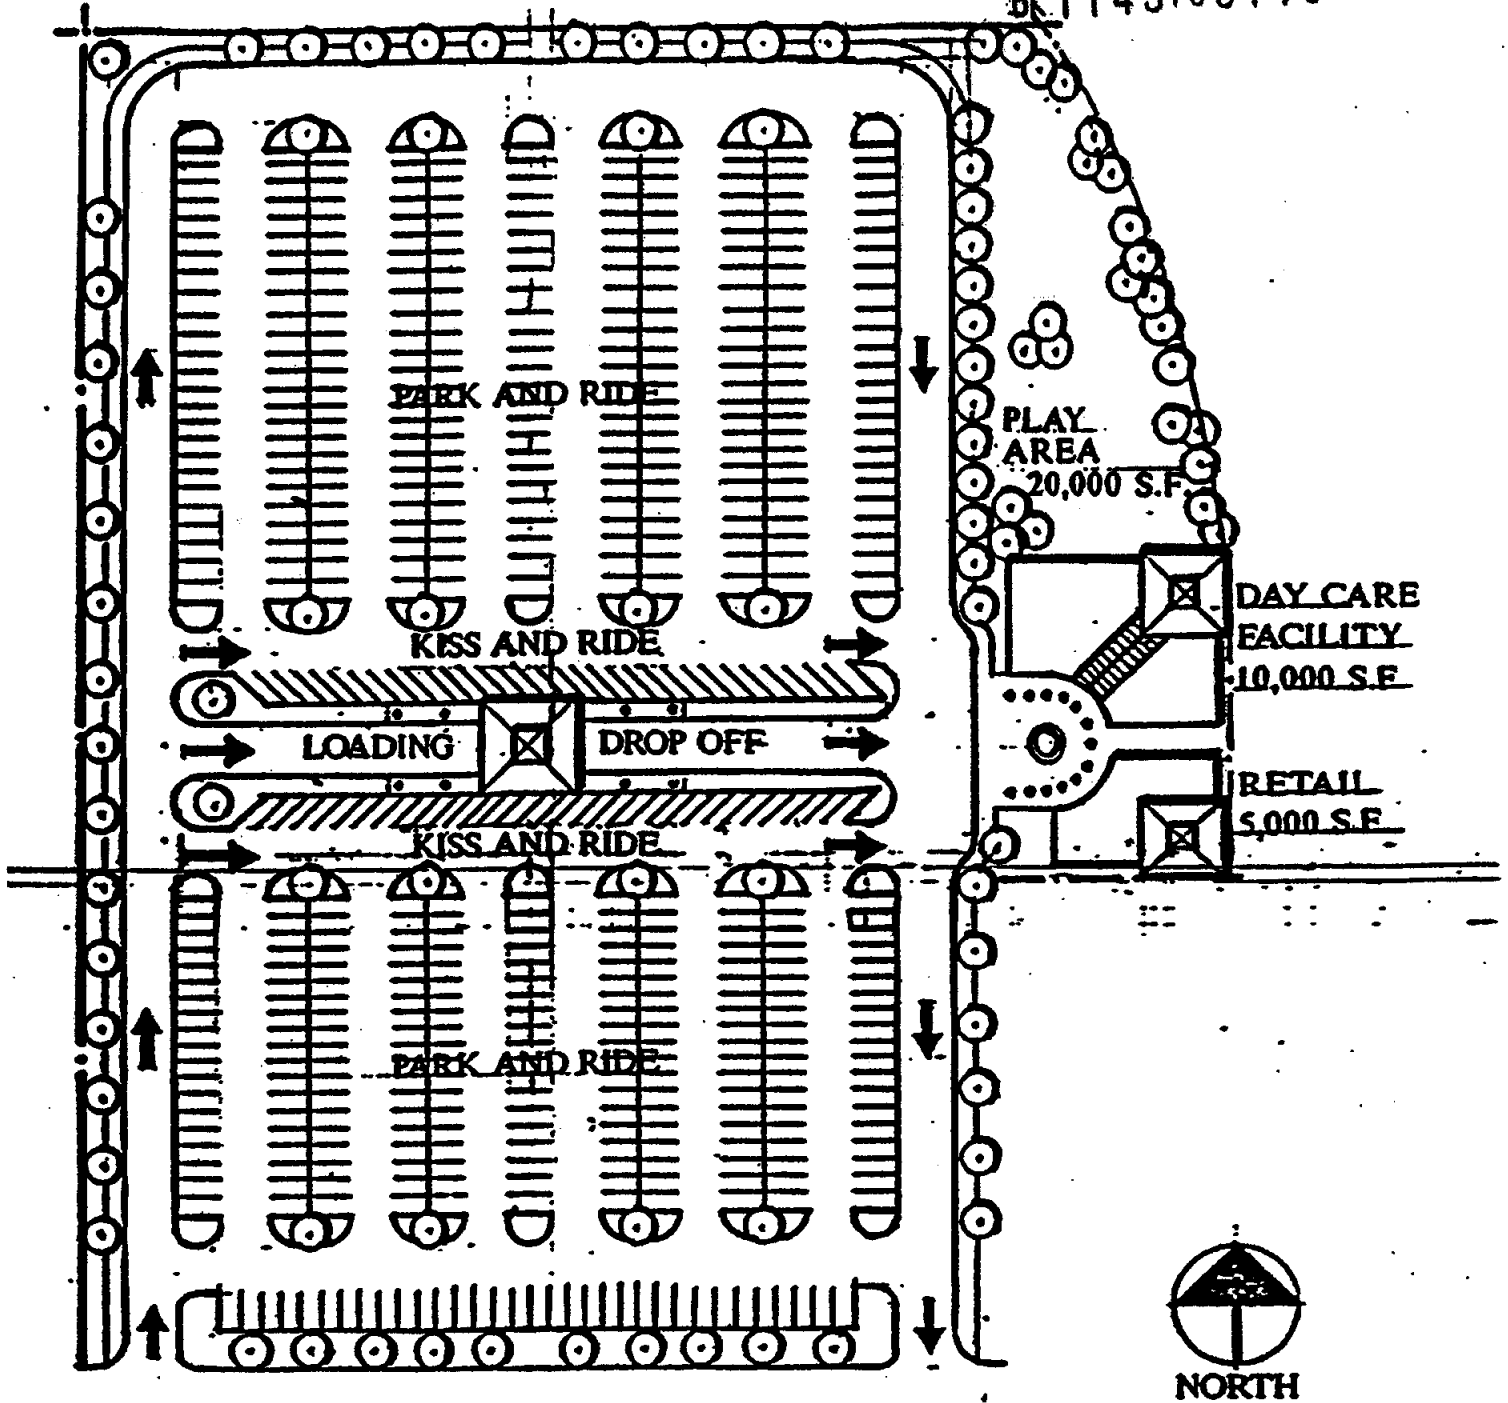 PARK AND RIDE
PLAY
AREA
20,000 S.F.
DAY CARE
FACILITY
10,000 S.F.
KISS AND RIDE
LOADING
DROP OFF
RETAIL
5,000 S.F.
KISS AND RIDE
PARK AND RIDE
NORTH